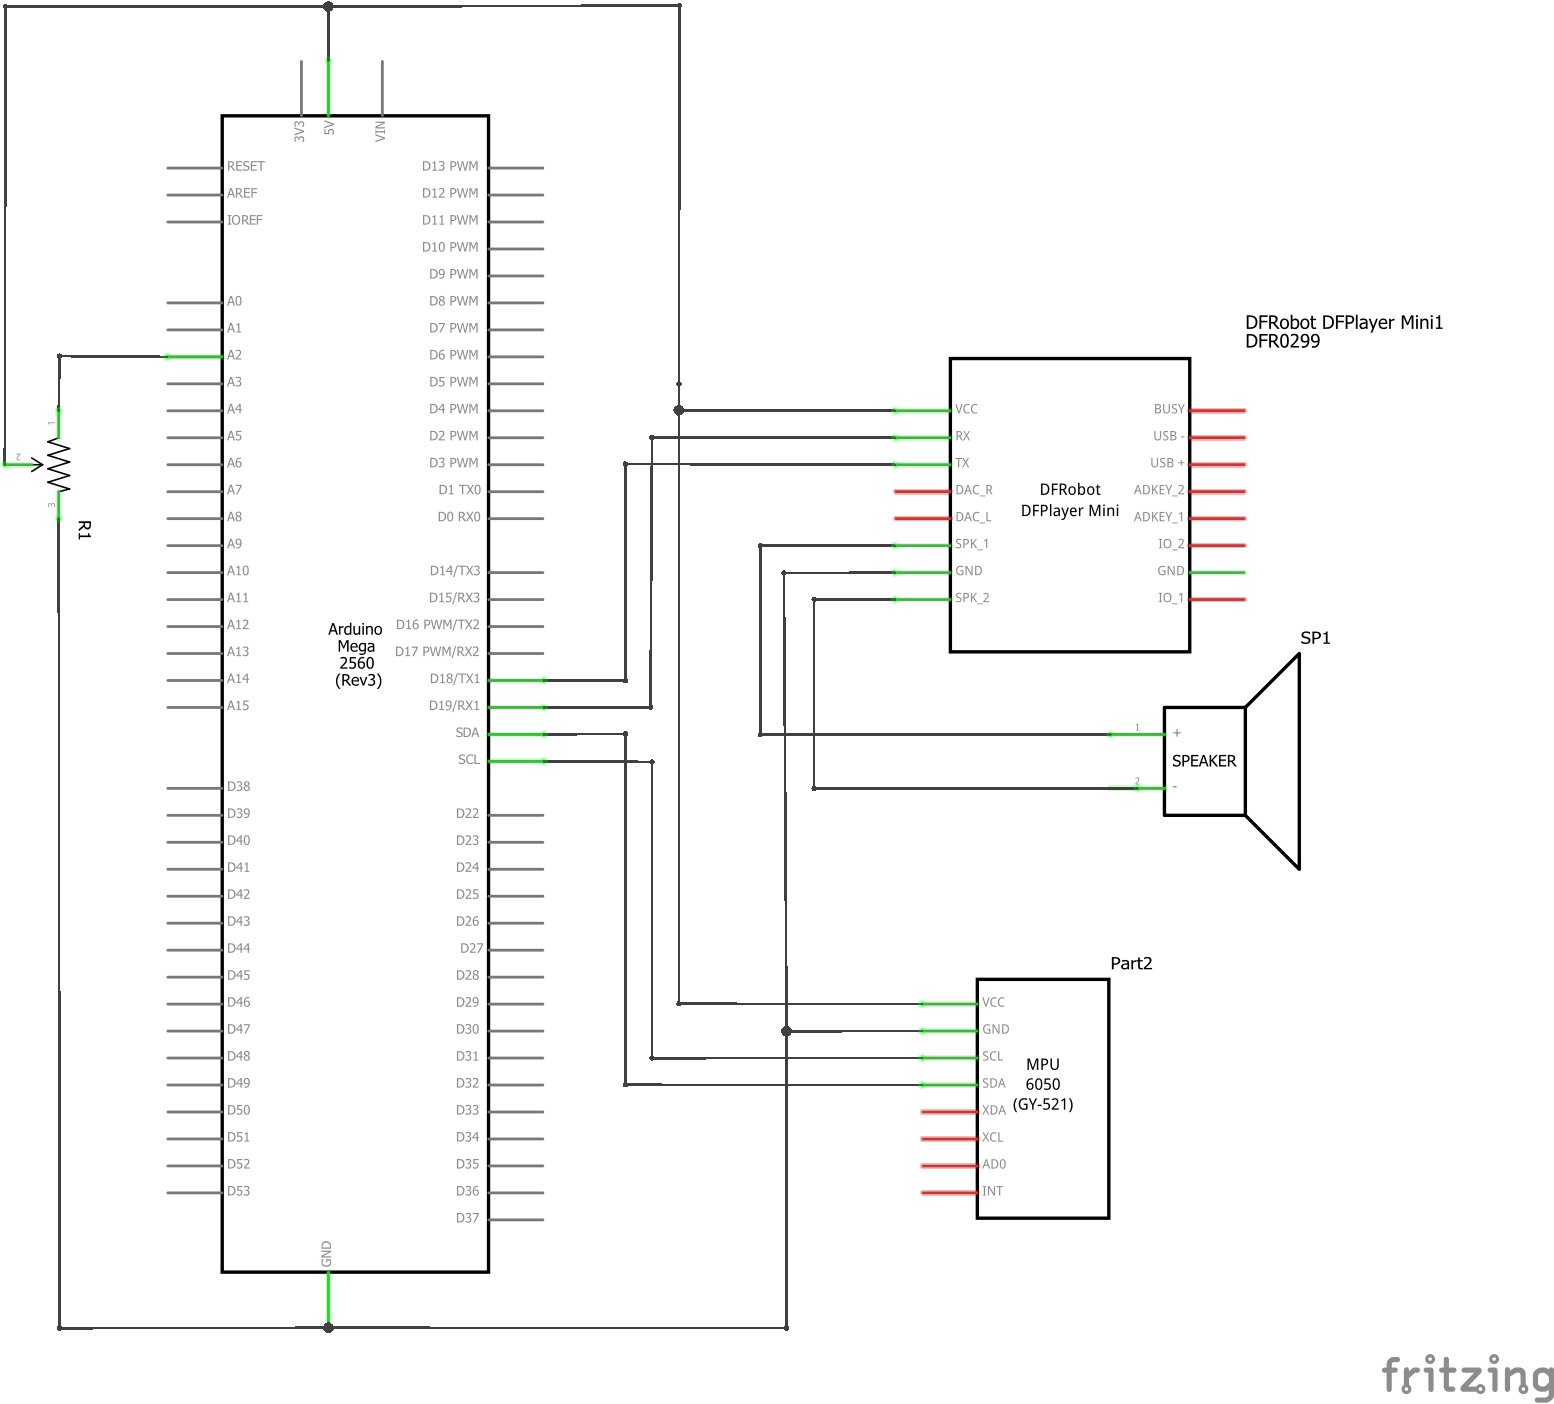 3V3
5V
VIN
RESET
AREF
IOREF
A0
A1
A2
A3
A4
A5
A6
A7
A8
A9
A10
A11
A12
A13
A14
A15
D38
D39
D40
D41
D42
D43
D44
D45
D46
D47
D48
D49
D50
D51
D52
D53
D13 PWM
D12 PWM
D11 PWM
D10 PWM
D9 PWM
D8 PWM
D7 PWM
D6 PWM
D5 PWM
D4 PWM
D2 PWM
D3 PWM
D1 TX0
D0 RX0
D14/TX3
D15/RX3
D16 PWM/TX2
D17 PWM/RX2
D18/TX1
D19/RX1
SDA
SCL
D22
D23
D24
D25
D26
D27
D28
D29
D30
D31
D32
D33
D34
D35
D36
D37
GND
Arduino
Mega
2560
(Rev3)
1
2
3
R1
DFRobot DFPlayer Mini1
DFR0299
VCC
RX
TX
DAC_R
DAC_L
SPK_1
GND
SPK_2
DFRobot
DFPlayer Mini
BUSY
USB -
USB +
ADKEY_2
ADKEY_1
IO_2
GND
IO_1
SP1
1
+
SPEAKER
2
-
Part2
VCC
GND
SCL
SDA
XDA
XCL
AD0
INT
MPU
6050
(GY-521)
fritzing